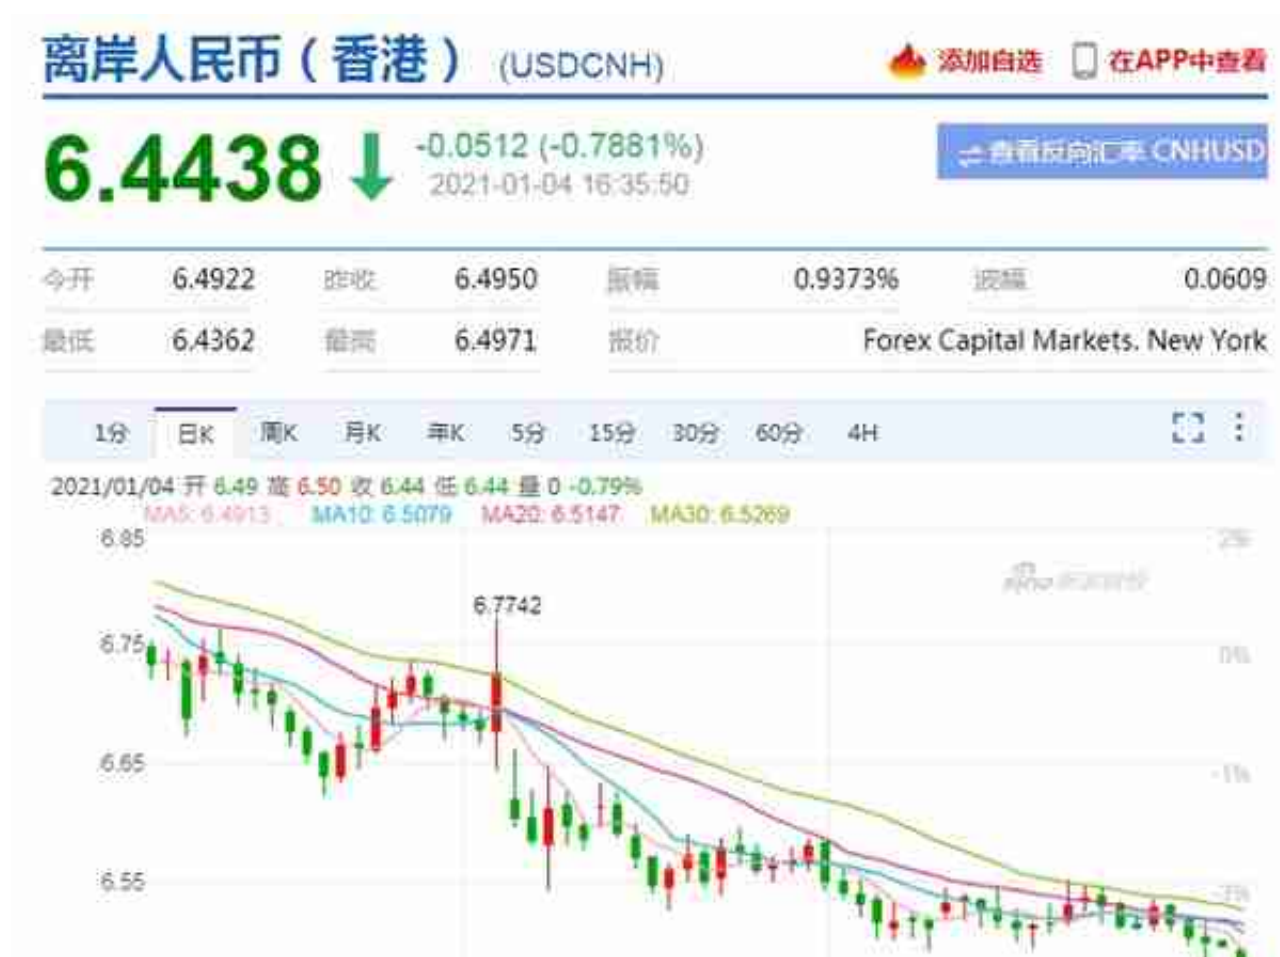 离岸人民币（香港） (USDCNH) 添加自选 在APP中查看
6.4438 -0.0512 (-0.7881%)
2021-01-04 16:35:50
查看反向汇率 CNHUSD
今开 6.4922 昨收 6.4950 振幅 0.9373% 波幅 0.0609
最低 6.4362 最高 6.4971 报价 Forex Capital Markets. New York
1分 日K 周K 月K 年K 5分 15分 30分 60分 4H
2021/01/04 开 6.49 高 6.50 收 6.44 低 6.44 量 0 -0.79%
MA5: 6.4913 MA10: 6.5079 MA20: 6.5147 MA30: 6.5269
6.85 2%
sina
6.7742
6.75 0%
6.65 -1%
6.55